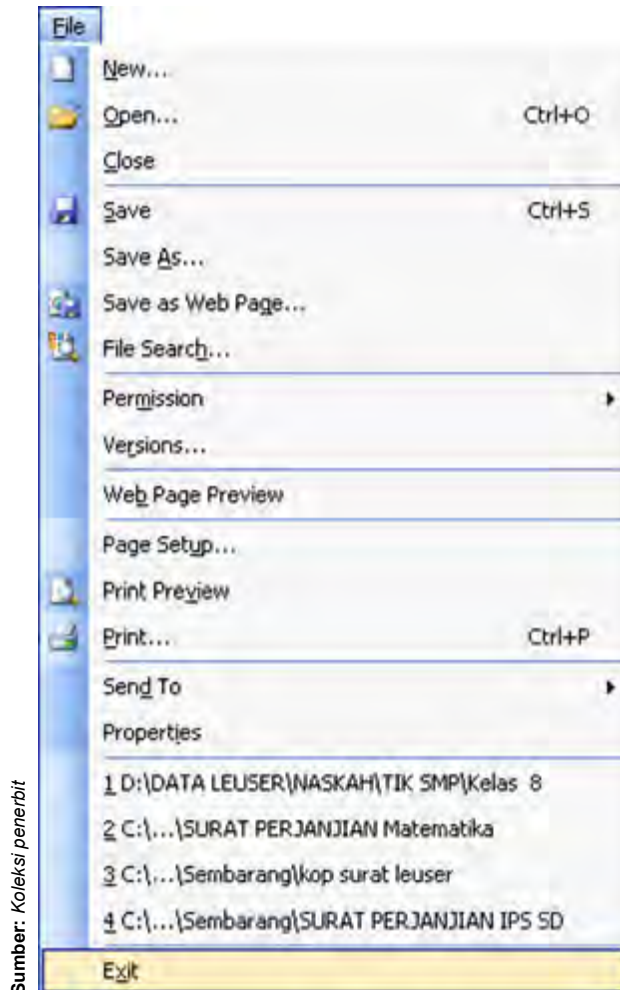 File
New...
Open... Ctrl+O
Close
Save Ctrl+S
Save As...
Save as Web Page...
File Search...
Permission
Versions...
Web Page Preview
Page Setup...
Print Preview
Print... Ctrl+P
Send To
Properties
1 D:\DATA LEUSER\NASKAH\TIK SMP\Kelas 8
2 C:\...\SURAT PERJANJIAN Matematika
3 C:\...\Sembarang\kop surat leuser
4 C:\...\Sembarang\SURAT PERJANJIAN IPS SD
Exit
Sumber: Koleksi penerbit